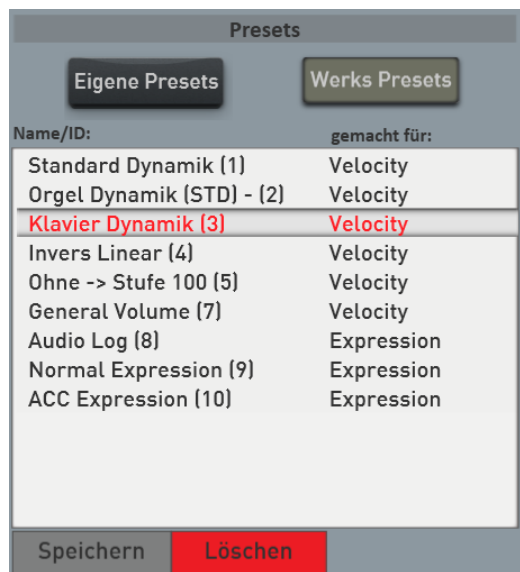 Presets
Eigene Presets Werks Presets
Name/ID: gemacht für:
Standard Dynamik (1) Velocity
Orgel Dynamik (STD) - (2) Velocity
Klavier Dynamik (3) Velocity
Invers Linear (4) Velocity
Ohne -> Stufe 100 (5) Velocity
General Volume (7) Velocity
Audio Log (8) Expression
Normal Expression (9) Expression
ACC Expression (10) Expression
Speichern Löschen